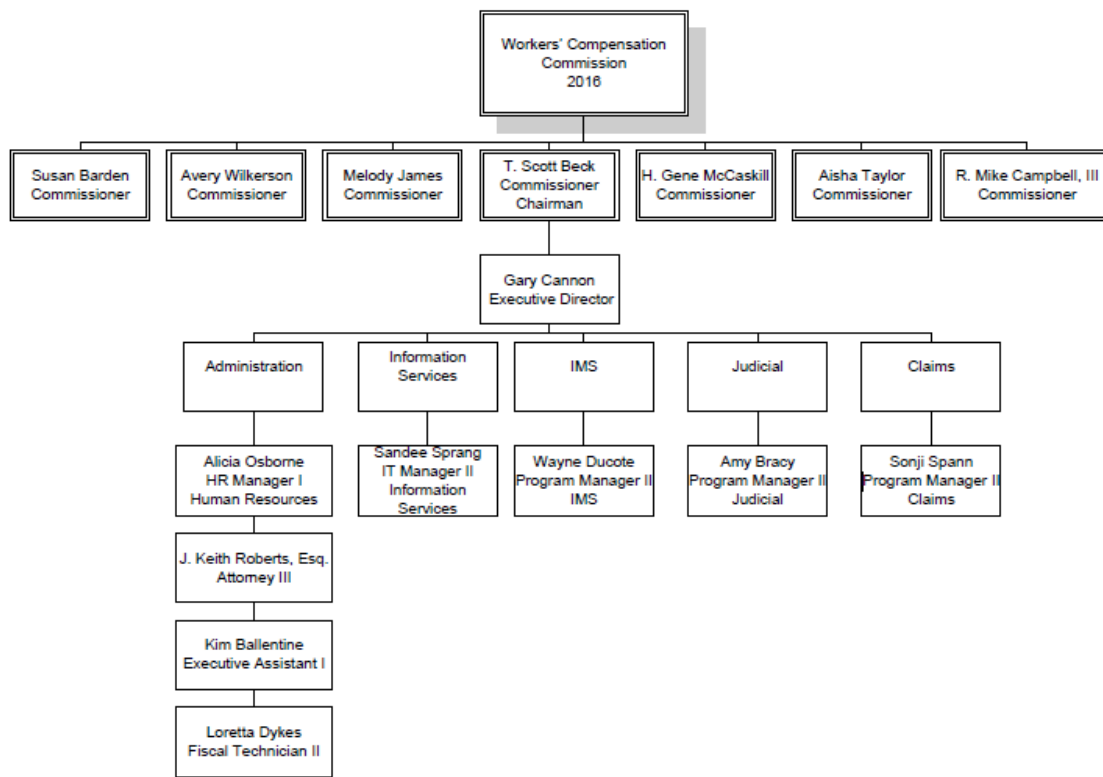 Workers' Compensation
Commission
2016
Susan Barden
Commissioner
Avery Wilkerson
Commissioner
Melody James
Commissioner
T. Scott Beck
Commissioner
Chairman
H. Gene McCaskill
Commissioner
Aisha Taylor
Commissioner
R. Mike Campbell, III
Commissioner
Gary Cannon
Executive Director
Administration
Information
Services
IMS
Judicial
Claims
Alicia Osborne
HR Manager I
Human Resources
Sandee Sprang
IT Manager II
Information
Services
Wayne Ducote
Program Manager II
IMS
Amy Bracy
Program Manager II
Judicial
Sonji Spann
Program Manager II
Claims
J. Keith Roberts, Esq.
Attorney III
Kim Ballentine
Executive Assistant I
Loretta Dykes
Fiscal Technician II